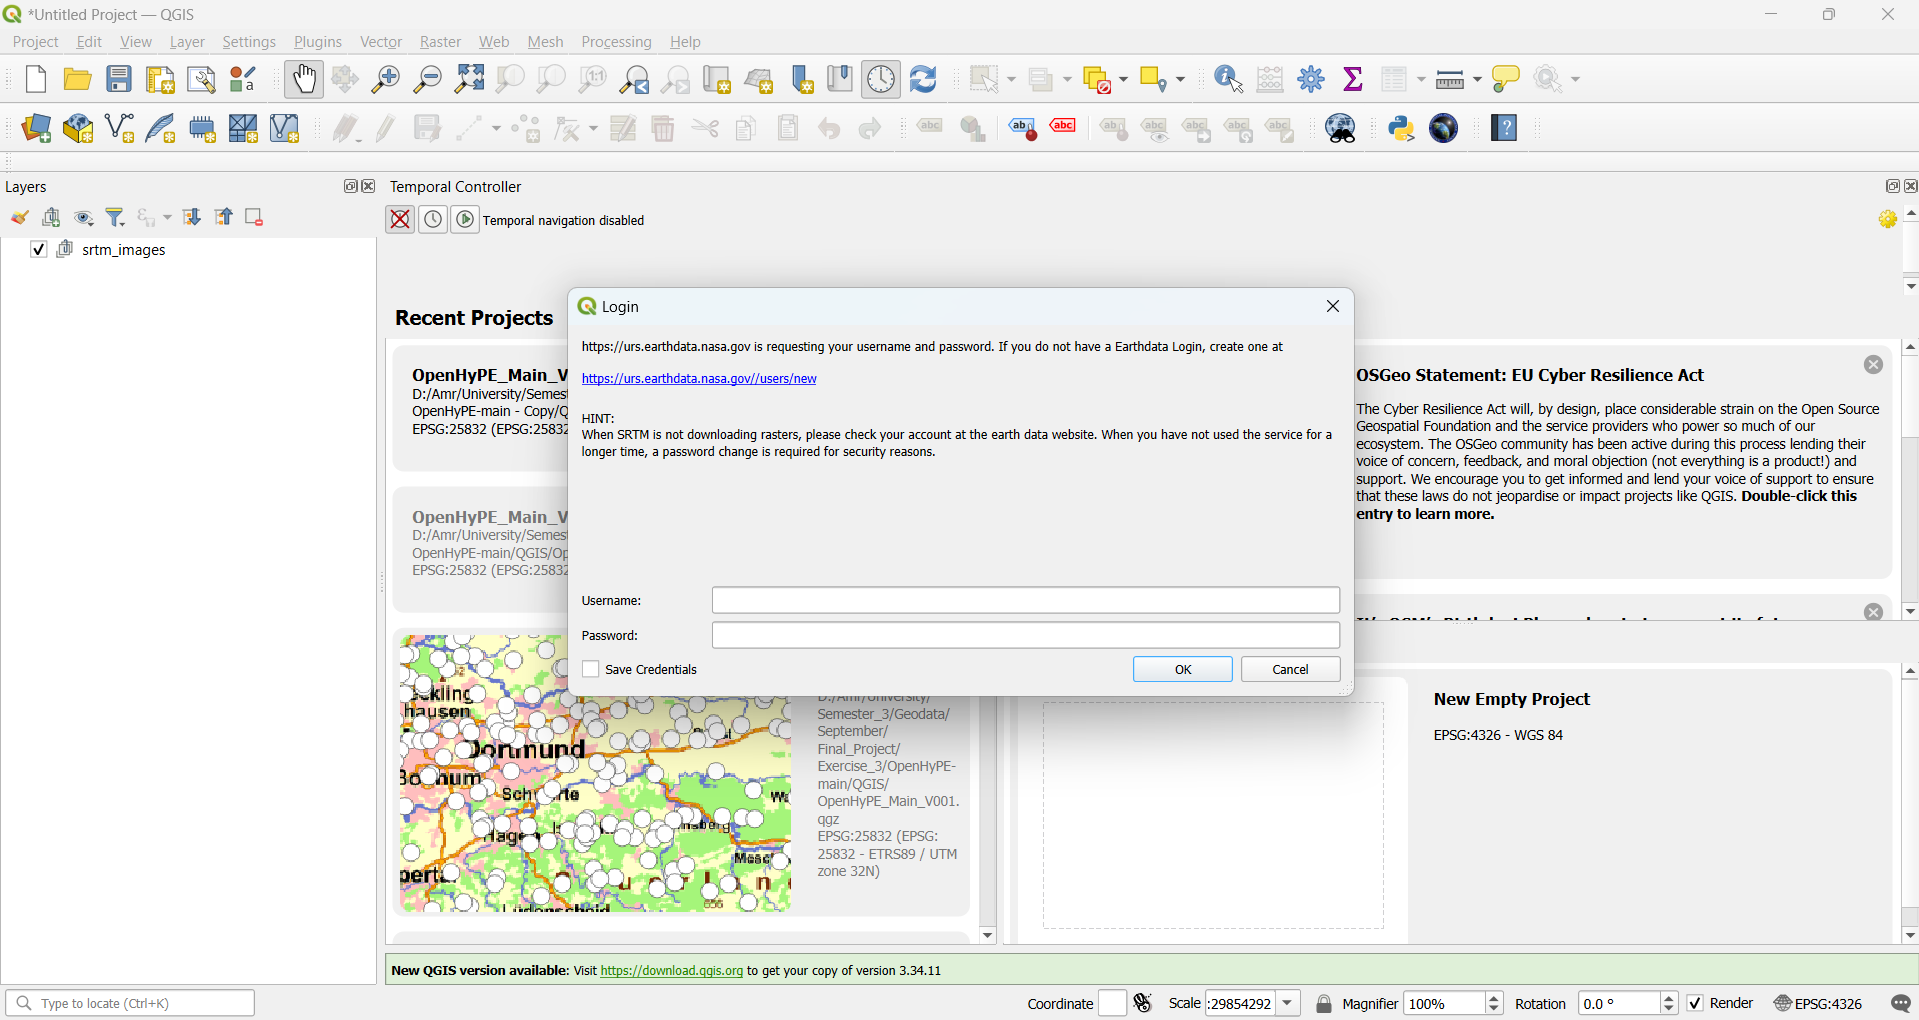 *Untitled Project — QGIS
Project Edit View Layer Settings Plugins Vector Raster Web Mesh Processing Help
Layers
Temporal Controller
Temporal navigation disabled
srtm_images
Recent Projects
OpenHyPE_Main_V
D:/Amr/University/Semest
OpenHyPE-main - Copy/Q
EPSG:25832 (EPSG:25832
OpenHyPE_Main_V
D:/Amr/University/Semest
OpenHyPE-main/QGIS/Op
EPSG:25832 (EPSG:25832
Login
https://urs.earthdata.nasa.gov is requesting your username and password. If you do not have a Earthdata Login, create one at
https://urs.earthdata.nasa.gov//users/new
HINT:
When SRTM is not downloading rasters, please check your account at the earth data website. When you have not used the service for a
longer time, a password change is required for security reasons.
Username:
Password:
Save Credentials
OK
Cancel
OSGeo Statement: EU Cyber Resilience Act
The Cyber Resilience Act will, by design, place considerable strain on the Open Source
Geospatial Foundation and the service providers who power so much of our
ecosystem. The OSGeo community has been active during this process lending their
voice of concern, feedback, and moral objection (not everything is a product!) and
support. We encourage you to get informed and lend your voice of support to ensure
that these laws do not jeopardise or impact projects like QGIS. Double-click this
entry to learn more.
hausen
Dortmund
Schwerte
Hagen
D:/Amr/University/
Semester_3/Geodata/
September/
Final_Project/
Exercise_3/OpenHyPE-
main/QGIS/
OpenHyPE_Main_V001.
qgz
EPSG:25832 (EPSG:
25832 - ETRS89 / UTM
zone 32N)
New Empty Project
EPSG:4326 - WGS 84
New QGIS version available: Visit https://download.qgis.org to get your copy of version 3.34.11
Type to locate (Ctrl+K)
Coordinate
Scale :29854292
Magnifier 100%
Rotation 0.0 °
Render
EPSG:4326